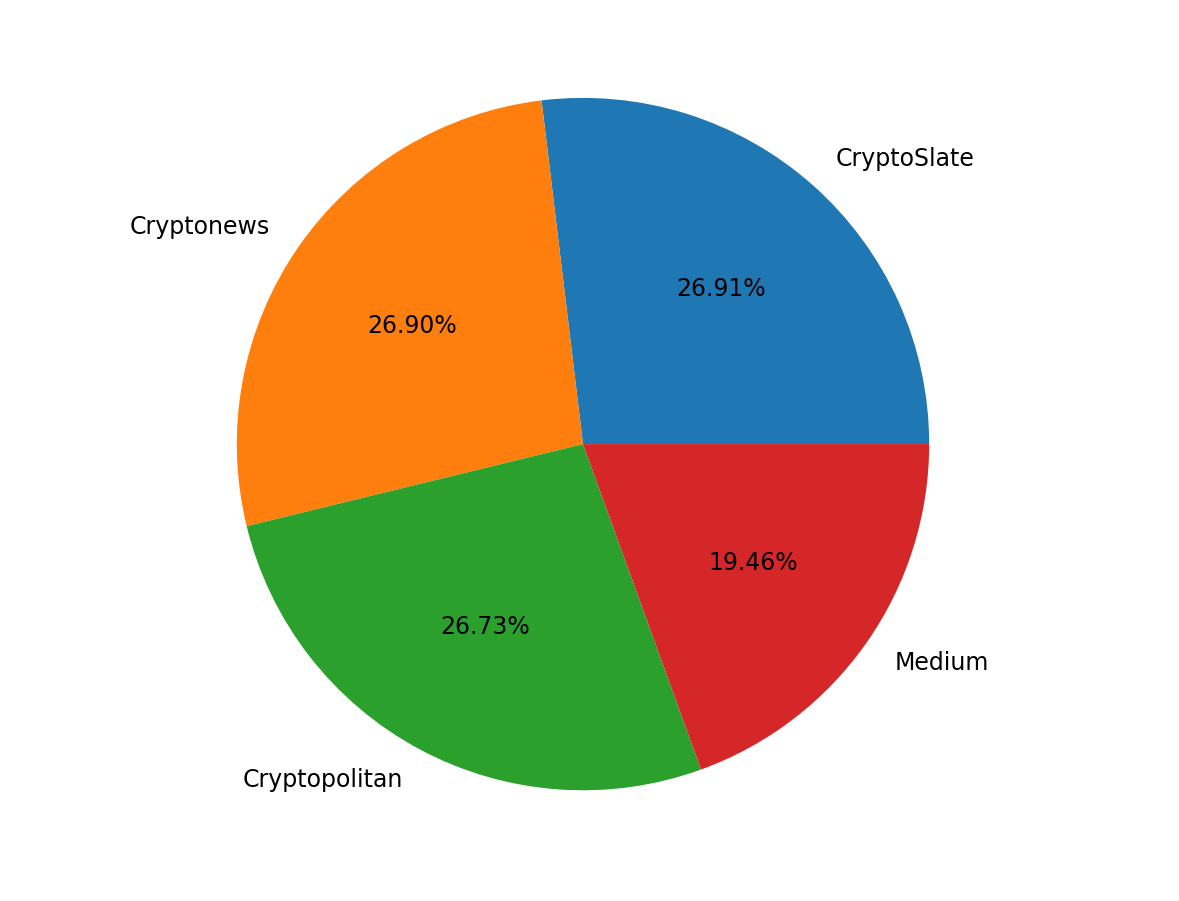 CryptoSlate
Cryptonews
26.91%
26.90%
19.46%
26.73%
Medium
Cryptopolitan